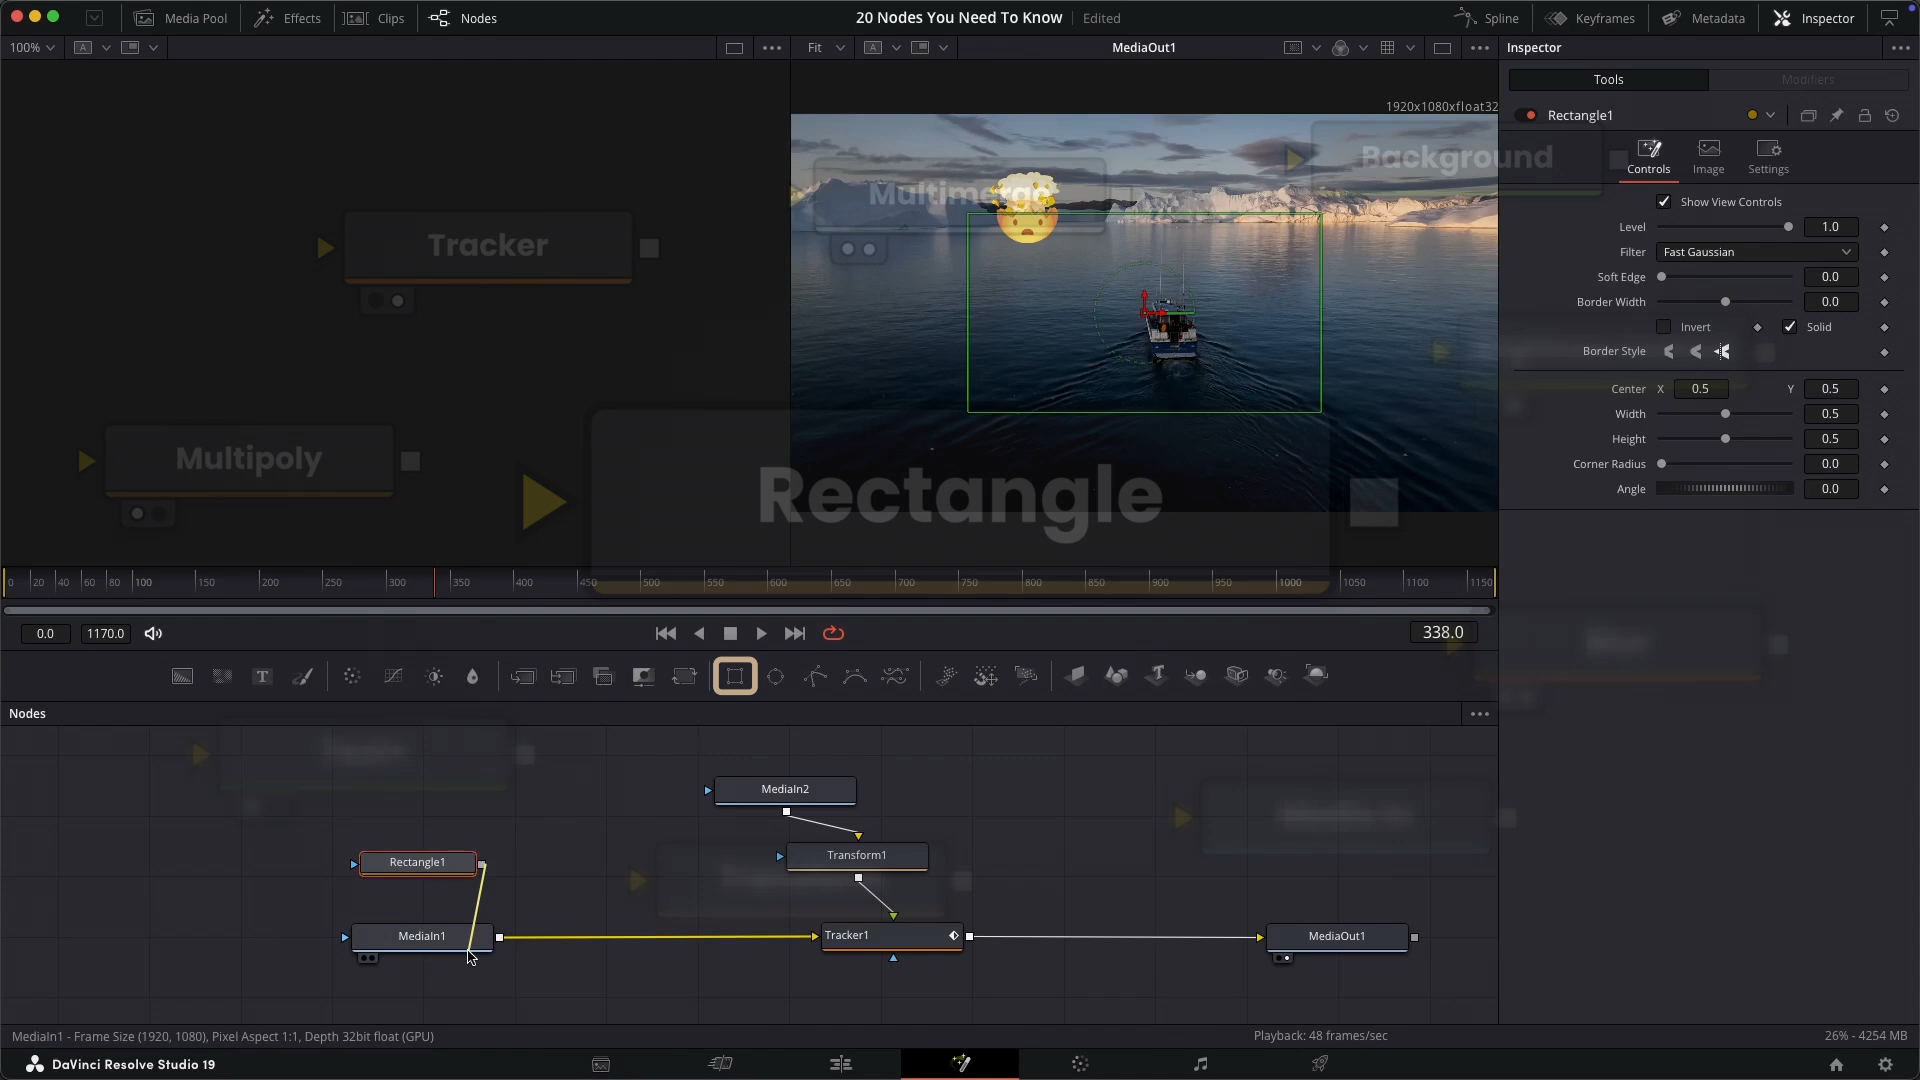 Media Pool
Effects
Clips
Nodes
20 Nodes You Need To Know
Edited
Spline
Keyframes
Metadata
Inspector
100%
A
Fit
A
MediaOut1
Inspector
Tools
Modifiers
1920x1080xfloat32
Rectangle1
Controls
Image
Settings
Show View Controls
Level 1.0
Filter Fast Gaussian
Soft Edge 0.0
Border Width 0.0
Invert Solid
Border Style
Center X 0.5 Y 0.5
Width 0.5
Height 0.5
Corner Radius 0.0
Angle 0.0
Background
Multimerge
Tracker
Multipoly
Rectangle
0 20 40 60 80 100 150 200 250 300 350 400 450 500 550 600 650 700 750 800 850 900 950 1000 1050 1100 1150
0.0
1170.0
338.0
Nodes
MediaIn2
Transform1
Rectangle1
MediaIn1
Tracker1
MediaOut1
MediaIn1 - Frame Size (1920, 1080), Pixel Aspect 1:1, Depth 32bit float (GPU)
Playback: 48 frames/sec
26% - 4254 MB
DaVinci Resolve Studio 19